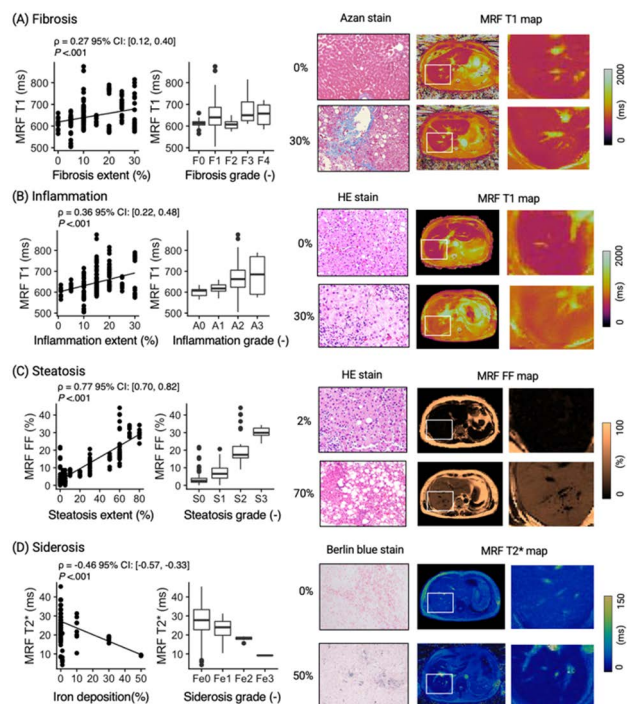 (A) Fibrosis
ρ = 0.27 95% CI: [0.12, 0.40]
P <.001
MRF T1 (ms)
800
700
600
500
0 10 20 30
Fibrosis extent (%)
MRF T1 (ms)
800
700
600
500
F0 F1 F2 F3 F4
Fibrosis grade (-)
Azan stain
MRF T1 map
0%
30%
2000
(ms)
0
(B) Inflammation
ρ = 0.36 95% CI: [0.22, 0.48]
P <.001
MRF T1 (ms)
800
700
600
500
0 10 20 30
Inflammation extent (%)
MRF T1 (ms)
800
700
600
500
A0 A1 A2 A3
Inflammation grade (-)
HE stain
MRF T1 map
0%
30%
2000
(ms)
0
(C) Steatosis
ρ = 0.77 95% CI: [0.70, 0.82]
P <.001
MRF FF (%)
40
30
20
10
0
0 20 40 60 80
Steatosis extent (%)
MRF FF (%)
40
30
20
10
0
S0 S1 S2 S3
Steatosis grade (-)
HE stain
MRF FF map
2%
70%
100
(%)
0
(D) Siderosis
ρ = -0.46 95% CI: [-0.57, -0.33]
P <.001
MRF T2* (ms)
40
30
20
10
0
0 10 20 30 40 50
Iron deposition(%)
MRF T2* (ms)
40
30
20
10
0
Fe0 Fe1 Fe2 Fe3
Siderosis grade (-)
Berlin blue stain
MRF T2* map
0%
50%
150
(ms)
0